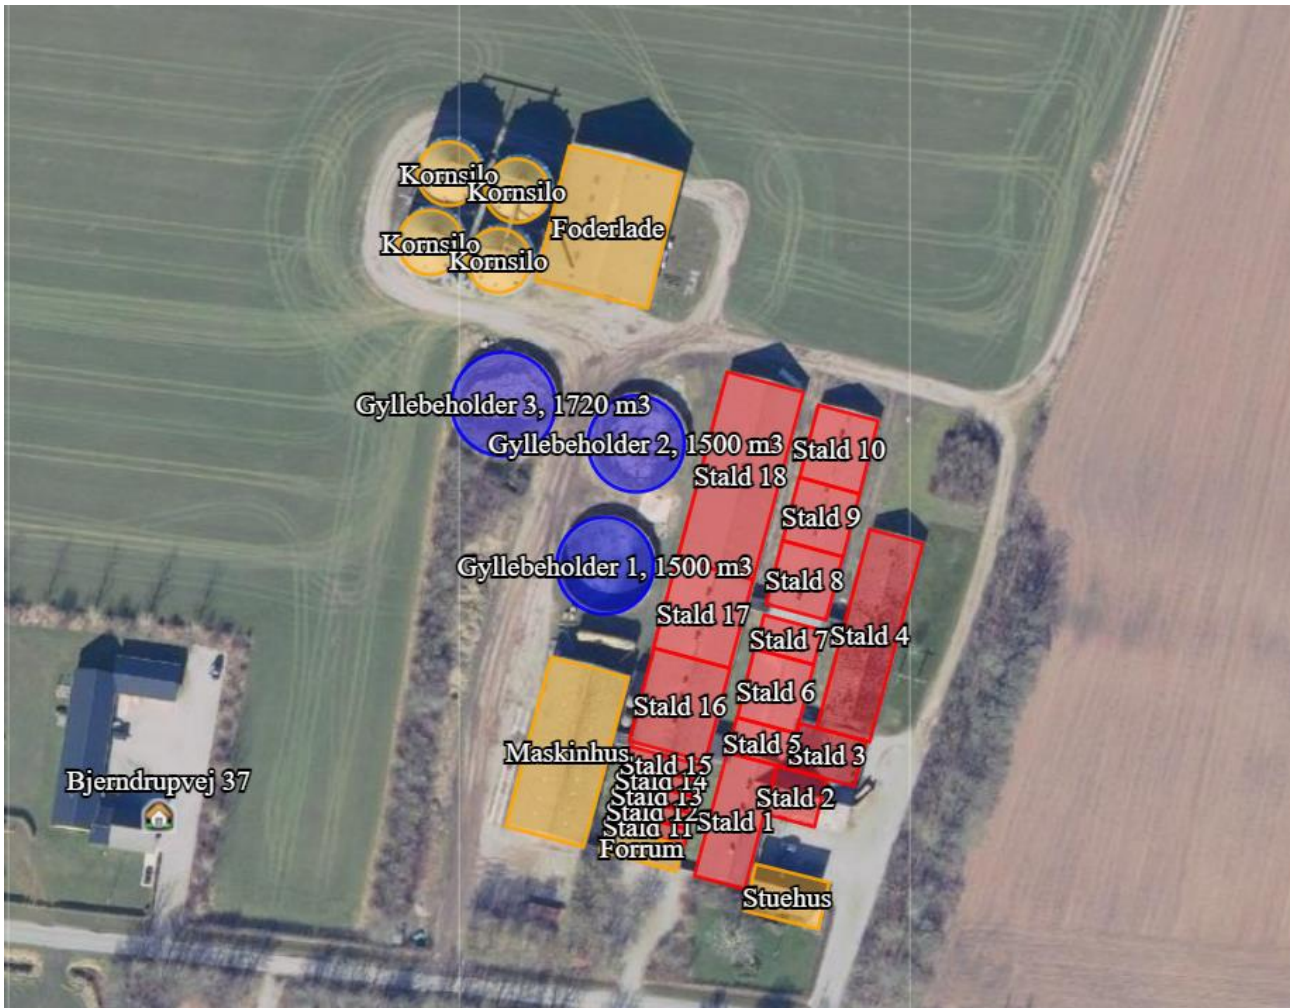 Kornsilo
Kornsilo
Foderlade
Kornsilo
Kornsilo
Gyllebeholder 3, 1720 m3
Gyllebeholder 2, 1500 m3
Stald 10
Stald 18
Stald 9
Gyllebeholder 1, 1500 m3
Stald 8
Stald 17
Stald 7
Stald 4
Stald 6
Stald 16
Stald 5
Maskinhus
Stald 3
Stald 15
Bjerndrupvej 37
Stald 14
Stald 13
Stald 2
Stald 12
Stald 1
Stald 11
Forrum
Stuehus